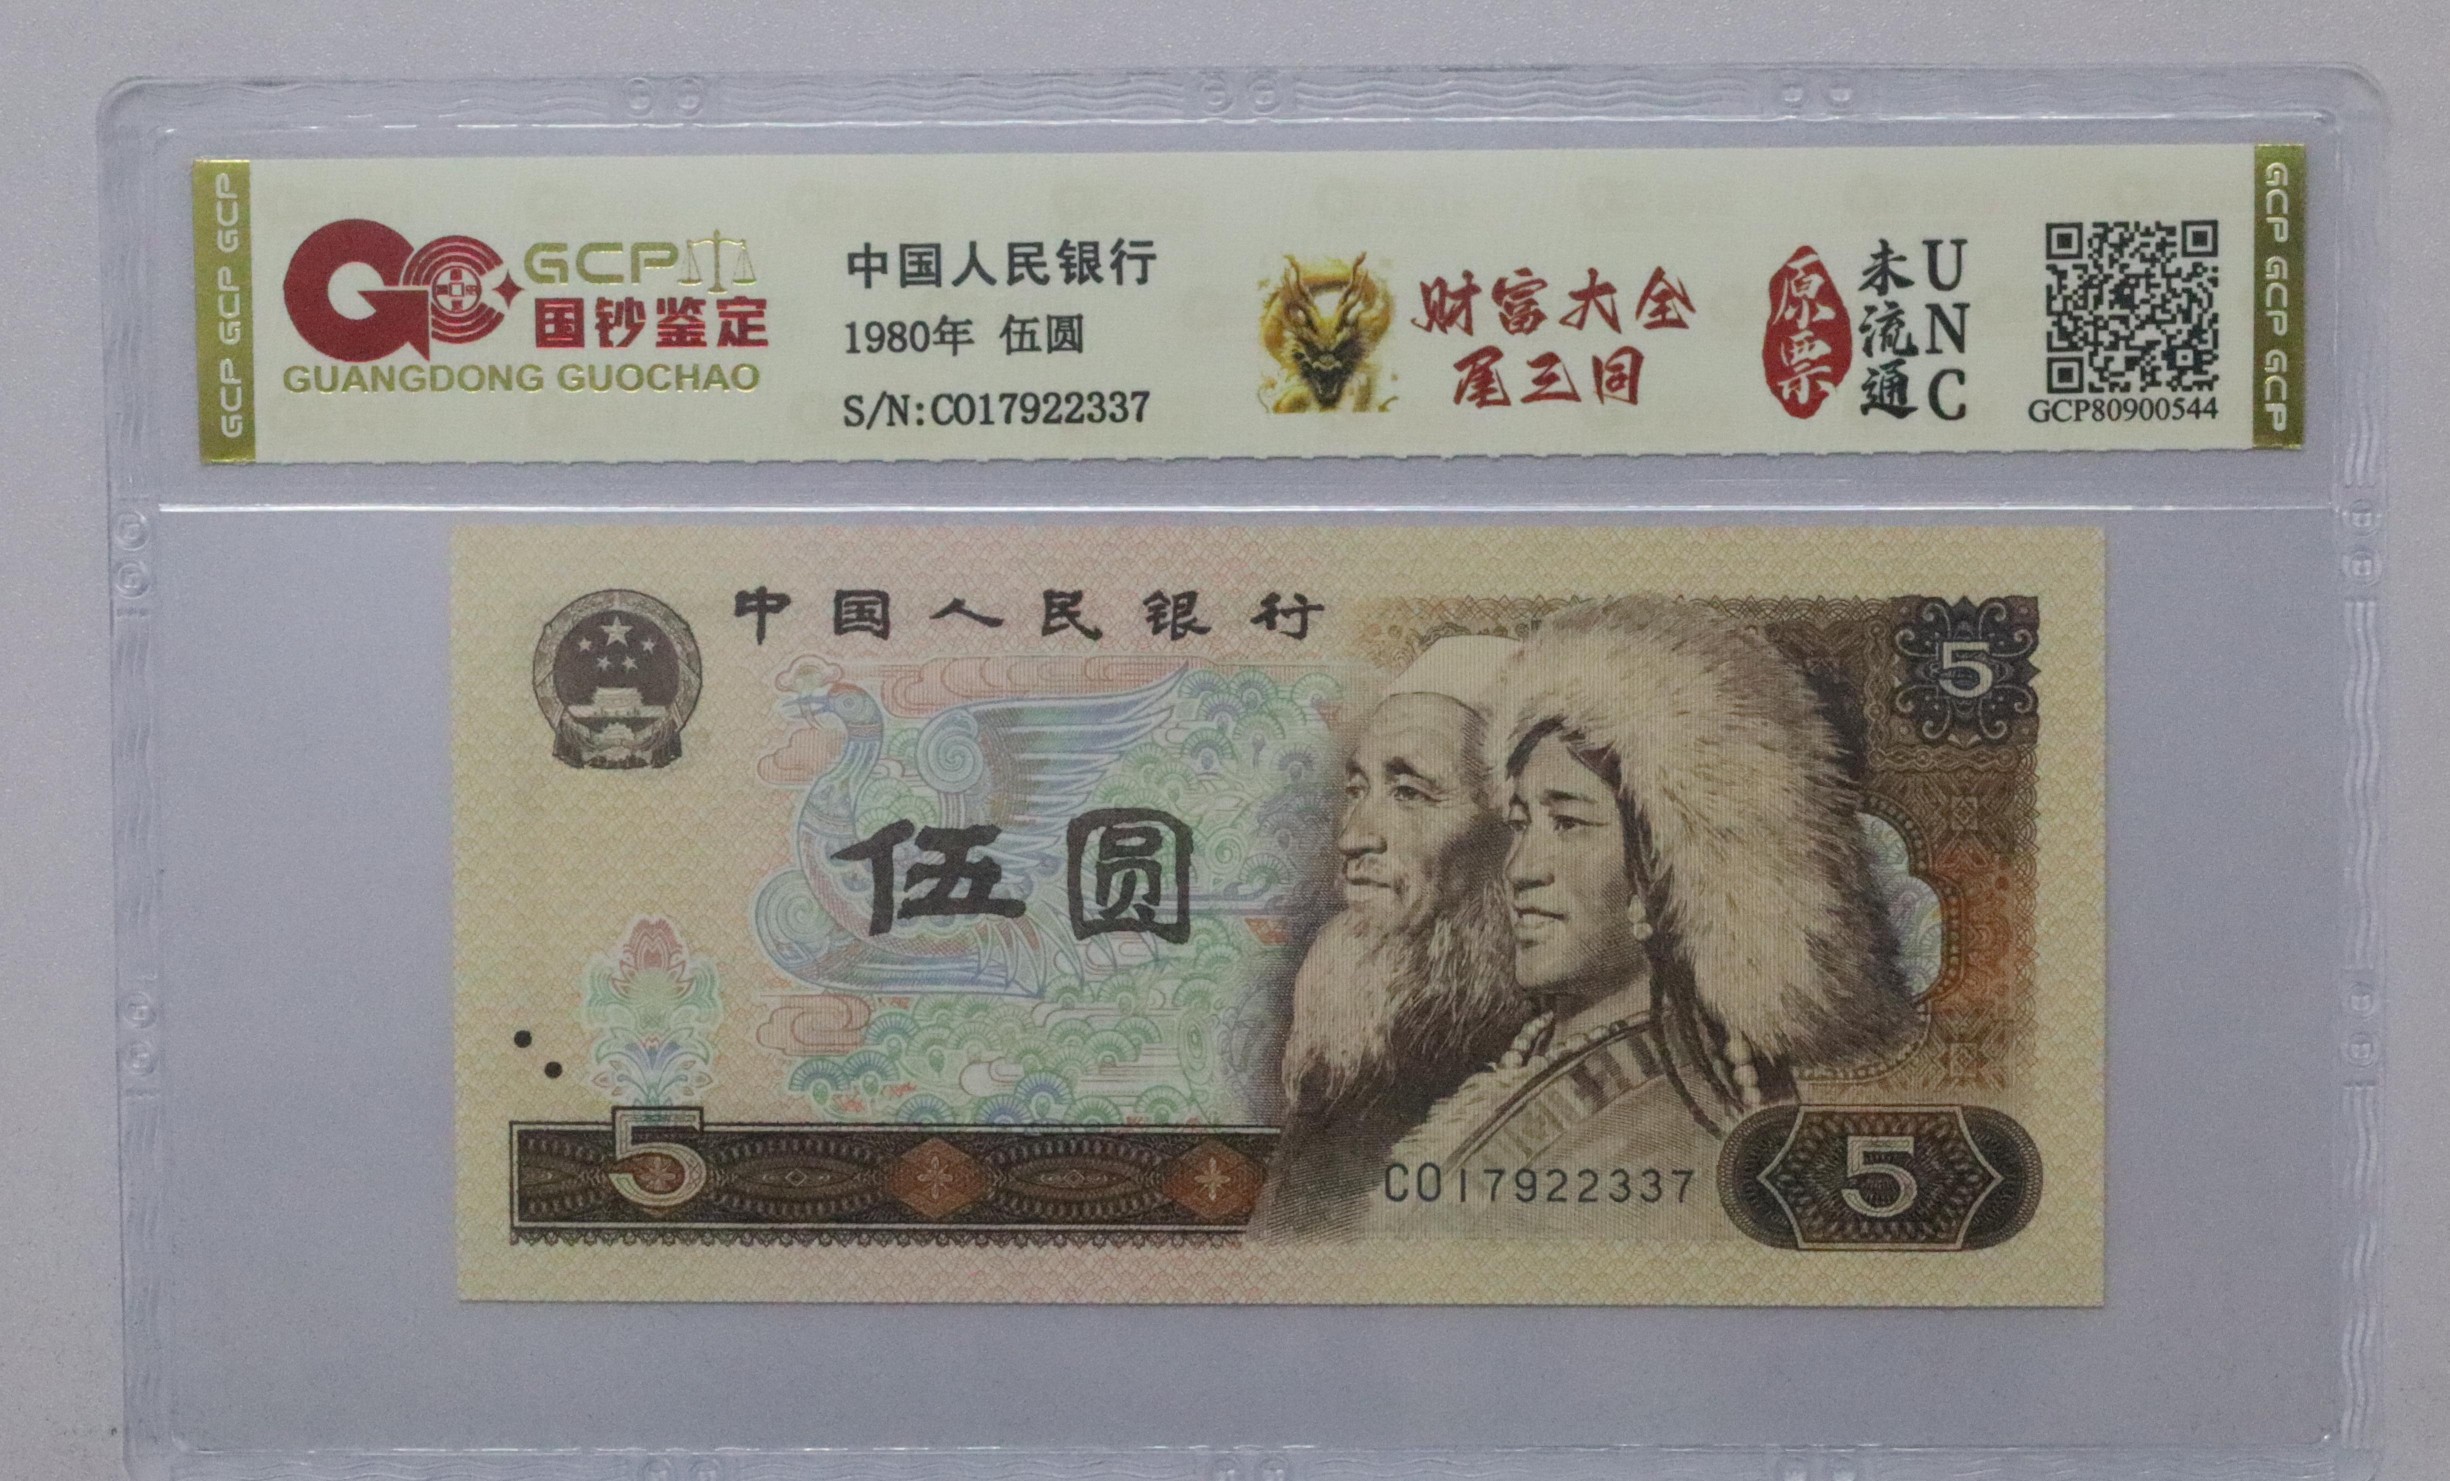 GCP GCP GCP
GCP
国钞鉴定
GUANGDONG GUOCHAO
中国人民银行
1980年 伍圆
S/N:CO17922337
财富大全
尾三同
原票
未流通
UNC
GCP80900544
GCP GCP GCP
中国人民银行
5
伍圆
5
CO17922337
5